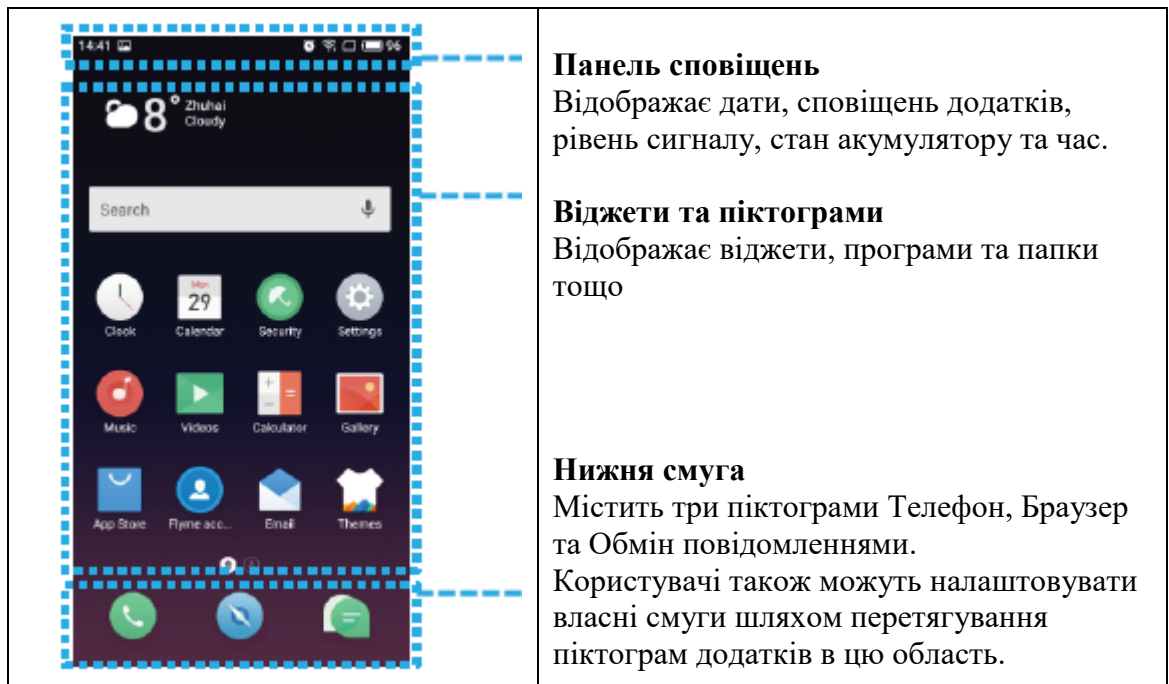 14:41
96
8° Zhuhai
Cloudy
Search
Mon
29
Clock Calendar Security Settings
Music Videos Calculator Gallery
App Store Flyme acc... Email Themes
Панель сповіщень
Відображає дати, сповіщень додатків,
рівень сигналу, стан акумулятору та час.
Віджети та піктограми
Відображає віджети, програми та папки
тощо
Нижня смуга
Містить три піктограми Телефон, Браузер
та Обмін повідомленнями.
Користувачі також можуть налаштовувати
власні смуги шляхом перетягування
піктограм додатків в цю область.